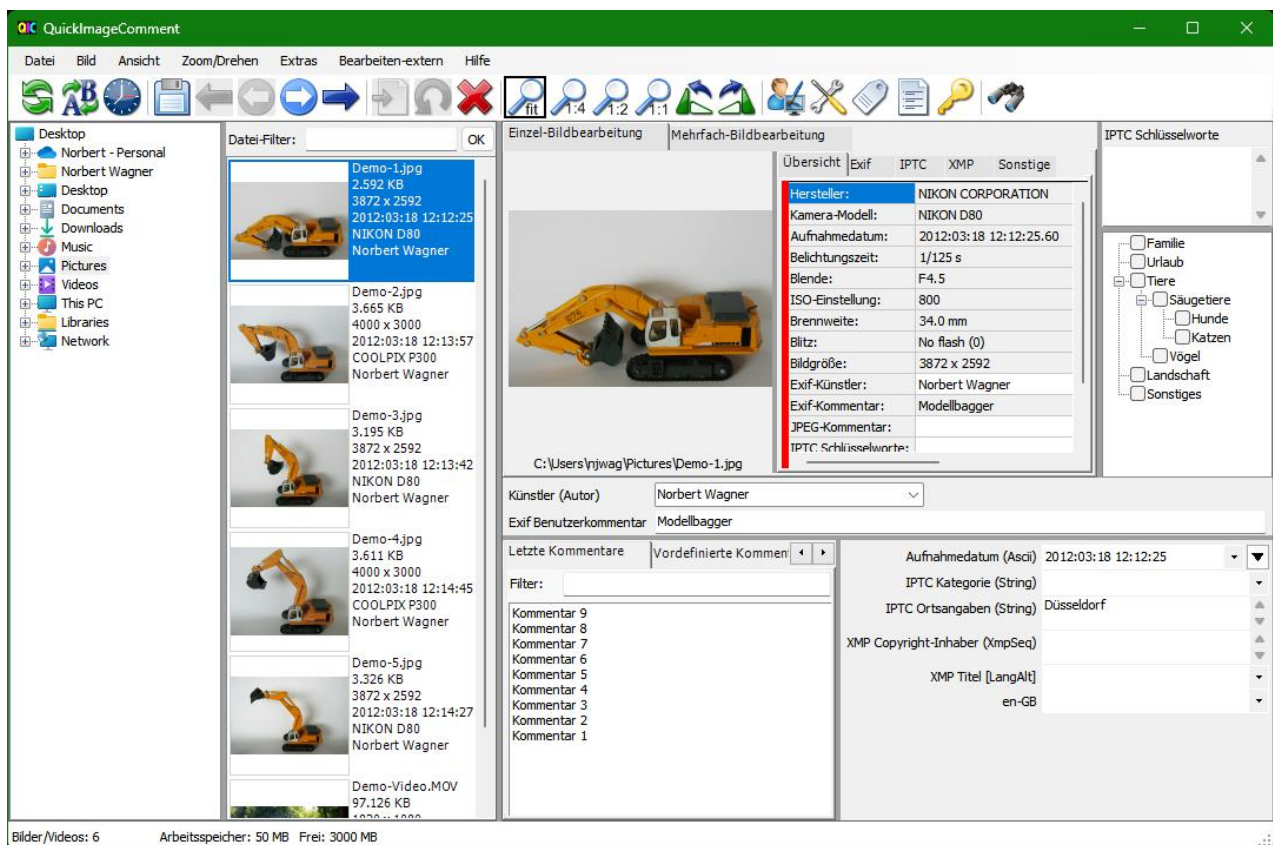 QuickImageComment
Datei Bild Ansicht Zoom/Drehen Extras Bearbeiten-extern Hilfe
fit 1:4 1:2 1:1
Desktop
Norbert - Personal
Norbert Wagner
Desktop
Documents
Downloads
Music
Pictures
Videos
This PC
Libraries
Network
Datei-Filter: OK
Demo-1.jpg
2.592 KB
3872 x 2592
2012:03:18 12:12:25
NIKON D80
Norbert Wagner
Demo-2.jpg
3.665 KB
4000 x 3000
2012:03:18 12:13:57
COOLPIX P300
Norbert Wagner
Demo-3.jpg
3.195 KB
3872 x 2592
2012:03:18 12:13:42
NIKON D80
Norbert Wagner
Demo-4.jpg
3.611 KB
4000 x 3000
2012:03:18 12:14:45
COOLPIX P300
Norbert Wagner
Demo-5.jpg
3.326 KB
3872 x 2592
2012:03:18 12:14:27
NIKON D80
Norbert Wagner
Demo-Video.MOV
97.126 KB
Einzel-Bildbearbeitung Mehrfach-Bildbearbeitung
C:\Users\njwag\Pictures\Demo-1.jpg
Übersicht Exif IPTC XMP Sonstige
Hersteller: NIKON CORPORATION
Kamera-Modell: NIKON D80
Aufnahmedatum: 2012:03:18 12:12:25.60
Belichtungszeit: 1/125 s
Blende: F4.5
ISO-Einstellung: 800
Brennweite: 34.0 mm
Blitz: No flash (0)
Bildgröße: 3872 x 2592
Exif-Künstler: Norbert Wagner
Exif-Kommentar: Modellbagger
JPEG-Kommentar:
IPTC Schlüsselworte:
IPTC Schlüsselworte
Familie
Urlaub
Tiere
Säugetiere
Hunde
Katzen
Vögel
Landschaft
Sonstiges
Künstler (Autor) Norbert Wagner
Exif Benutzerkommentar Modellbagger
Letzte Kommentare Vordefinierte Kommen
Filter:
Kommentar 9
Kommentar 8
Kommentar 7
Kommentar 6
Kommentar 5
Kommentar 4
Kommentar 3
Kommentar 2
Kommentar 1
Aufnahmedatum (Ascii) 2012:03:18 12:12:25
IPTC Kategorie (String)
IPTC Ortsangaben (String) Düsseldorf
XMP Copyright-Inhaber (XmpSeq)
XMP Titel [LangAlt]
en-GB
Bilder/Videos: 6 Arbeitsspeicher: 50 MB Frei: 3000 MB